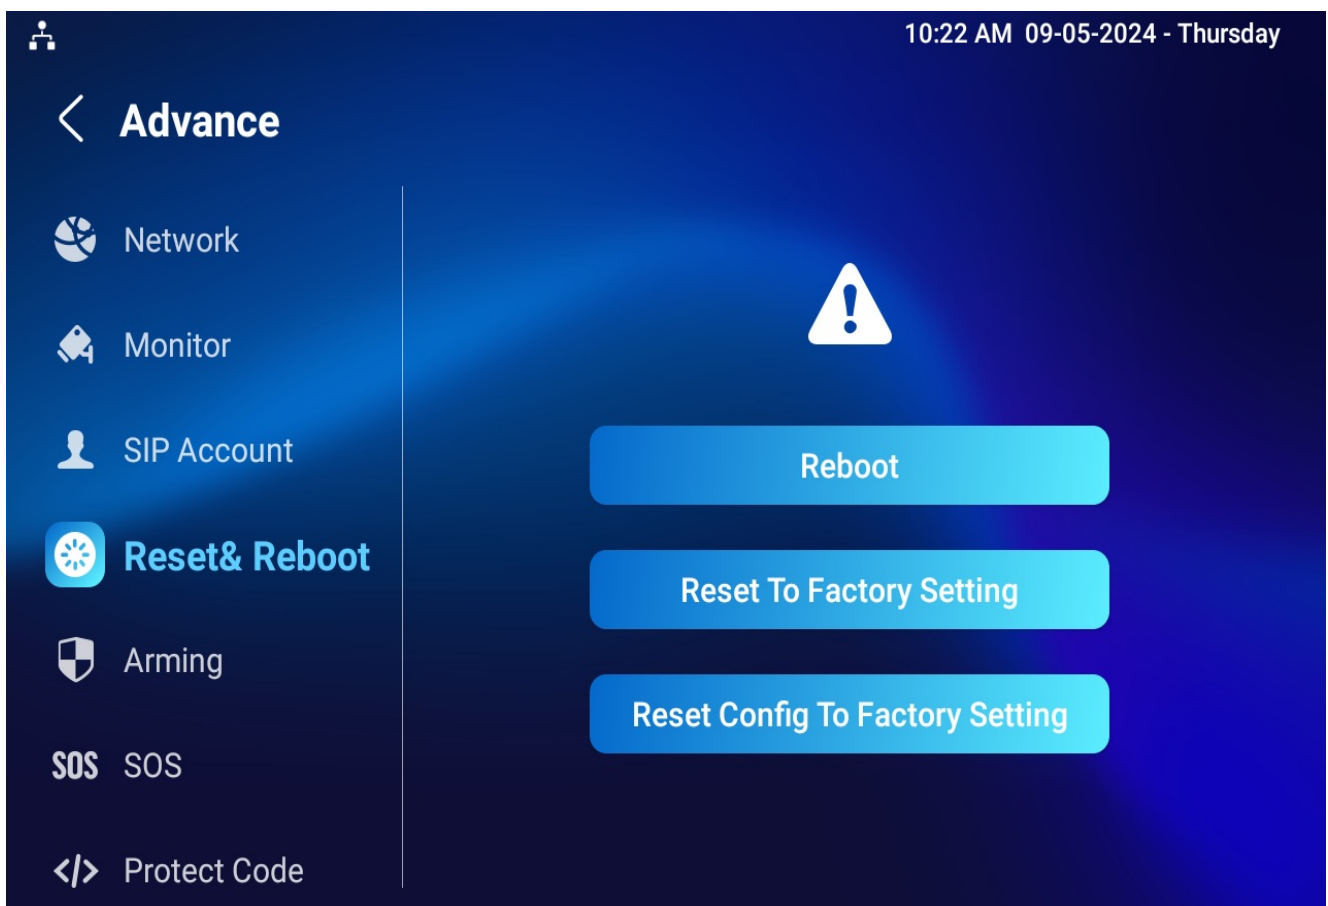 10:22 AM 09-05-2024 - Thursday
Advance
Network
Monitor
SIP Account
Reset& Reboot
Arming
SOS SOS
</> Protect Code
Reboot
Reset To Factory Setting
Reset Config To Factory Setting